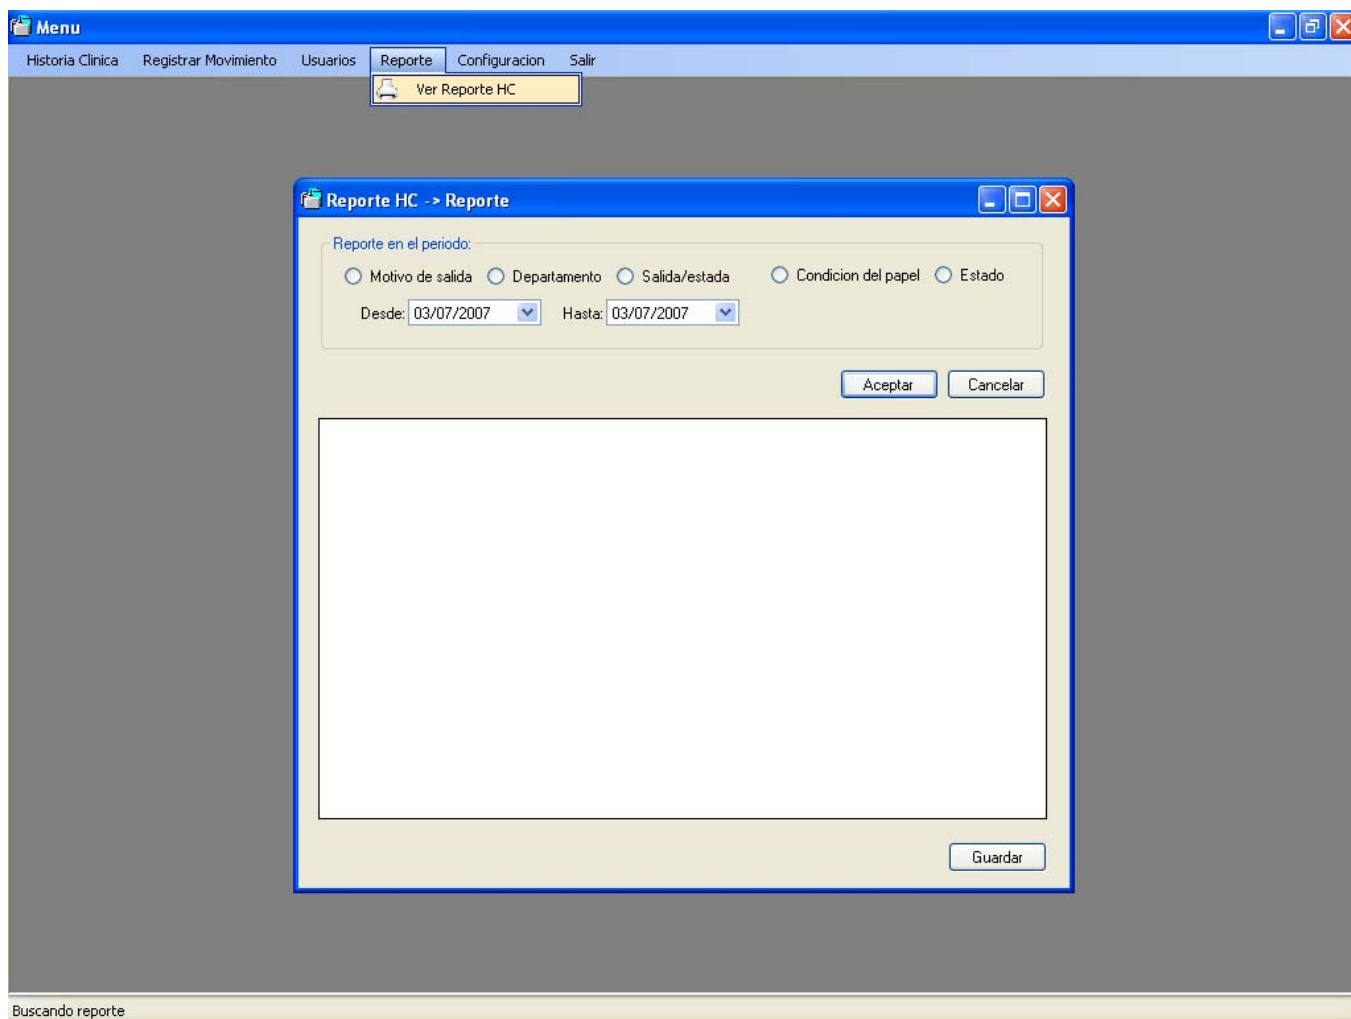 Menu
Historia Clinica Registrar Movimiento Usuarios Reporte Configuracion Salir
Ver Reporte HC
Reporte HC -> Reporte
Reporte en el periodo:
Motivo de salida Departamento Salida/estada Condicion del papel Estado
Desde: 03/07/2007 Hasta: 03/07/2007
Aceptar Cancelar
Guardar
Buscando reporte